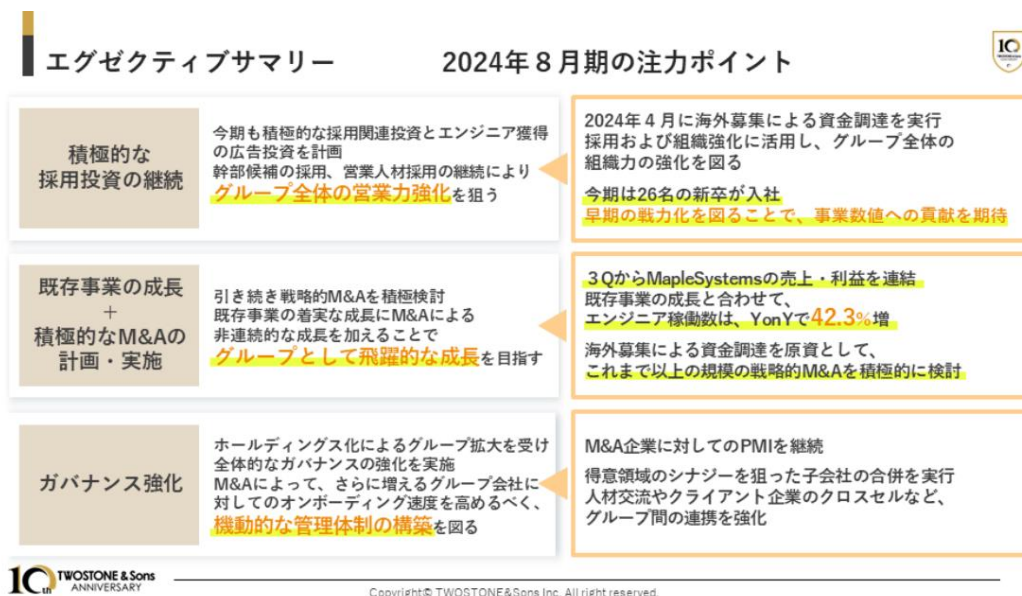 エグゼクティブサマリー　2024年８月期の注力ポイント
10
積極的な
採用投資の継続
今期も積極的な採用関連投資とエンジニア獲得
の広告投資を計画
幹部候補の採用、営業人材採用の継続により
グループ全体の営業力強化を狙う
2024年４月に海外募集による資金調達を実行
採用および組織強化に活用し、グループ全体の
組織力の強化を図る
今期は26名の新卒が入社
早期の戦力化を図ることで、事業数値への貢献を期待
既存事業の成長
＋
積極的なM&Aの
計画・実施
引き続き戦略的M&Aを積極検討
既存事業の着実な成長にM&Aによる
非連続的な成長を加えることで
グループとして飛躍的な成長を目指す
３QからMapleSystemsの売上・利益を連結
既存事業の成長と合わせて、
エンジニア稼働数は、YonYで42.3%増
海外募集による資金調達を原資として、
これまで以上の規模の戦略的M&Aを積極的に検討
ガバナンス強化
ホールディングス化によるグループ拡大を受け
全体的なガバナンスの強化を実施
M&Aによって、さらに増えるグループ会社に
対してのオンボーディング速度を高めるべく、
機動的な管理体制の構築を図る
M&A企業に対してのPMIを継続
得意領域のシナジーを狙った子会社の合併を実行
人材交流やクライアント企業のクロスセルなど、
グループ間の連携を強化
10th TWOSTONE & Sons
ANNIVERSARY
Copyright© TWOSTONE&Sons Inc. All right reserved.